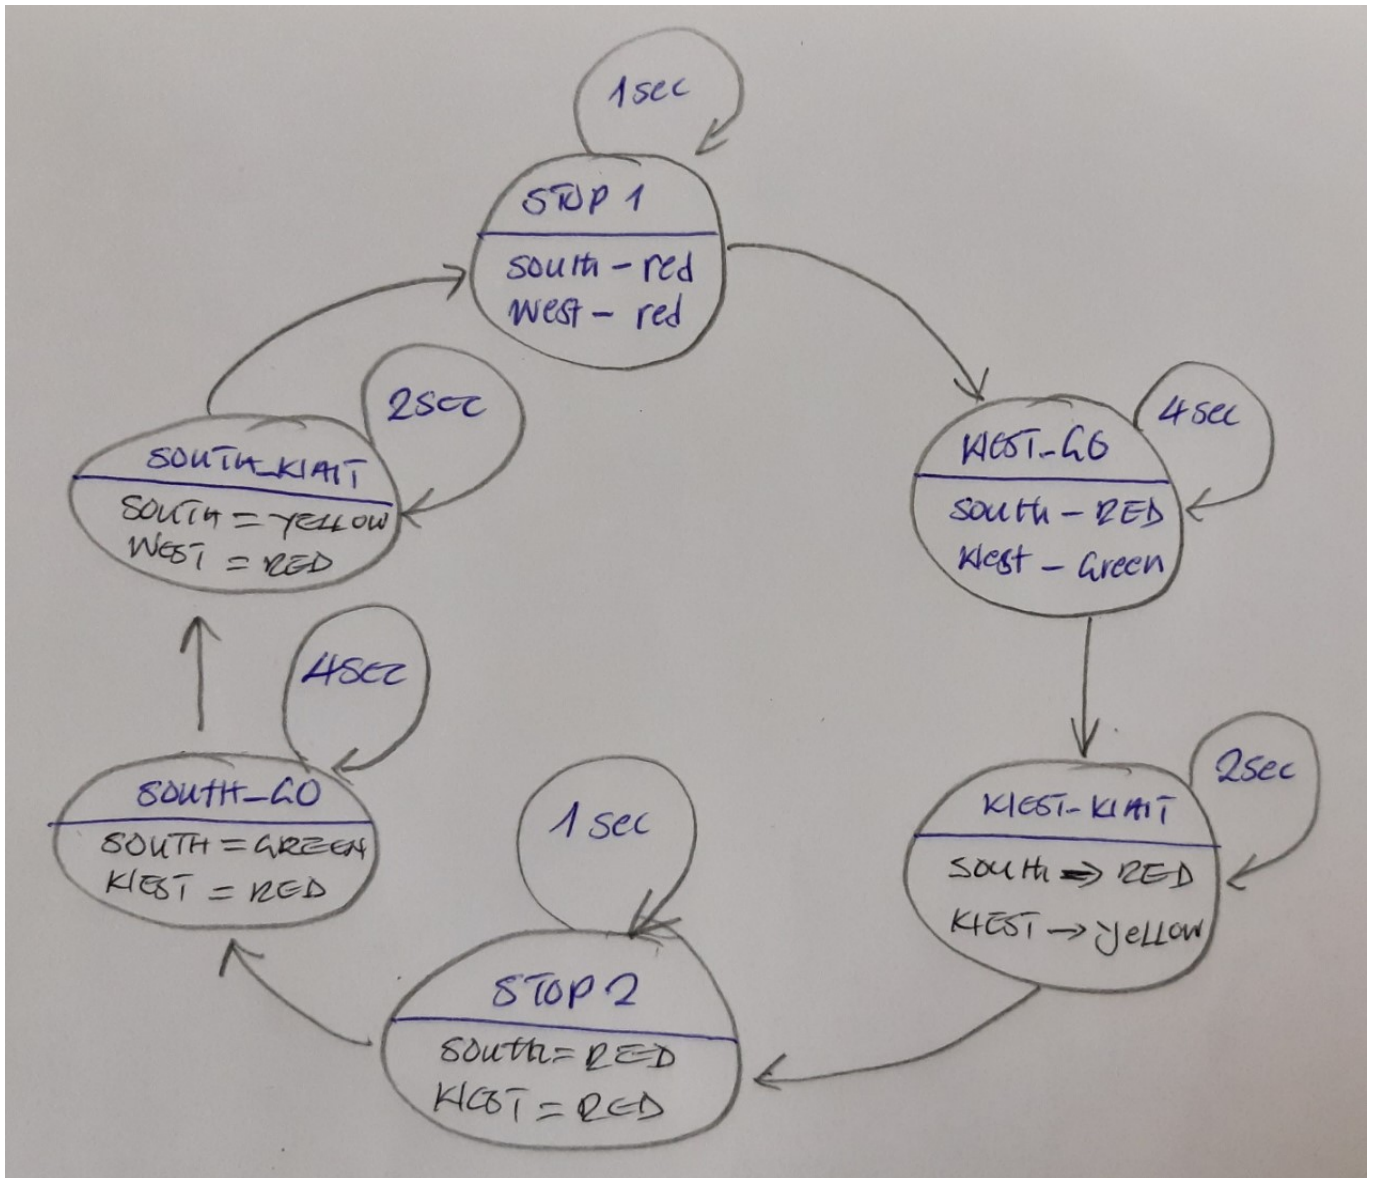 1sec
STOP 1
south - red
West - red
2sec
SOUTH_WAIT
SOUTH = YELLOW
WEST = RED
WEST_GO
South - RED
West - Green
4sec
4sec
SOUTH_GO
SOUTH = GREEN
WEST = RED
1 sec
STOP 2
South = RED
WEST = RED
WEST-WAIT
South => RED
WEST -> Yellow
2sec